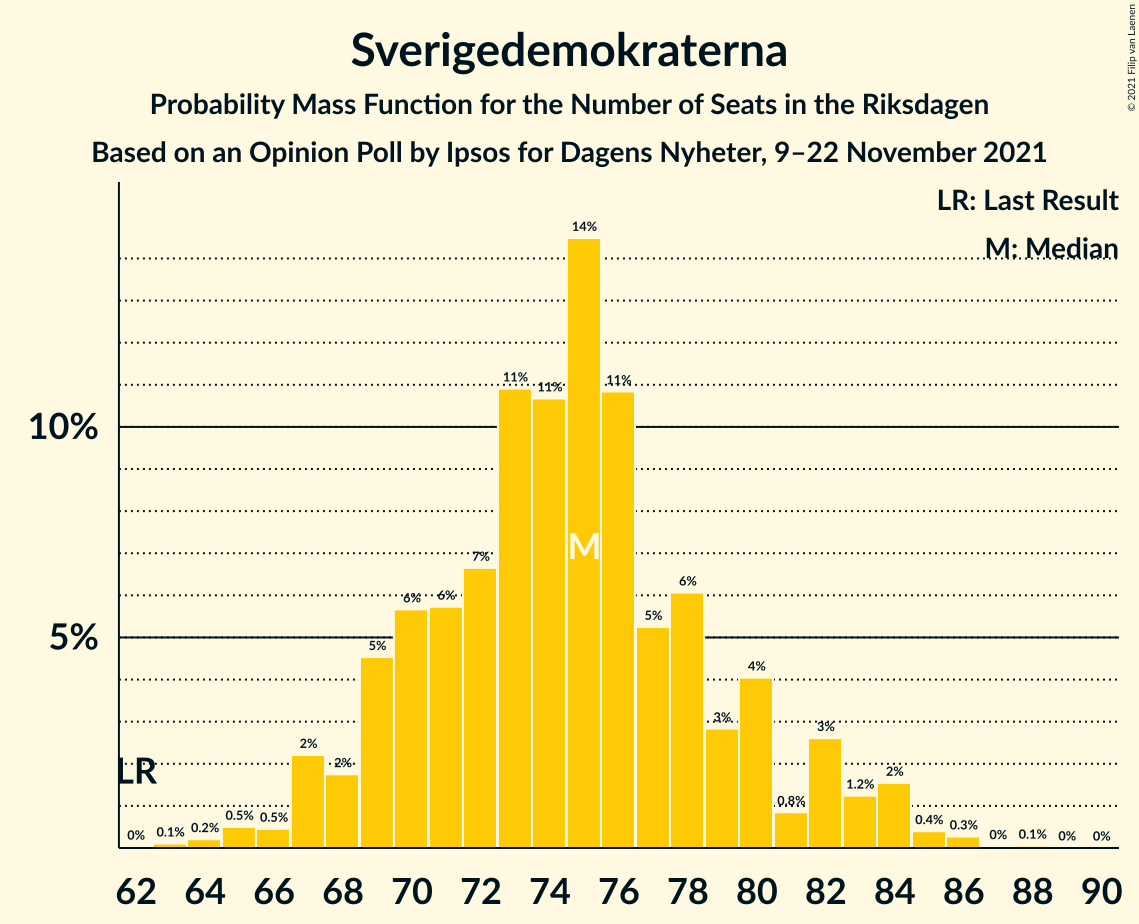 Sverigedemokraterna
Probability Mass Function for the Number of Seats in the Riksdagen
Based on an Opinion Poll by Ipsos for Dagens Nyheter, 9–22 November 2021
© 2021 Filip van Laenen
LR: Last Result
M: Median
10%
5%
LR
M
0% 0.1% 0.2% 0.5% 0.5% 2% 2% 5% 6% 6% 7% 11% 11% 14% 11% 5% 6% 3% 4% 0.8% 3% 1.2% 2% 0.4% 0.3% 0% 0.1% 0% 0%
62 64 66 68 70 72 74 76 78 80 82 84 86 88 90